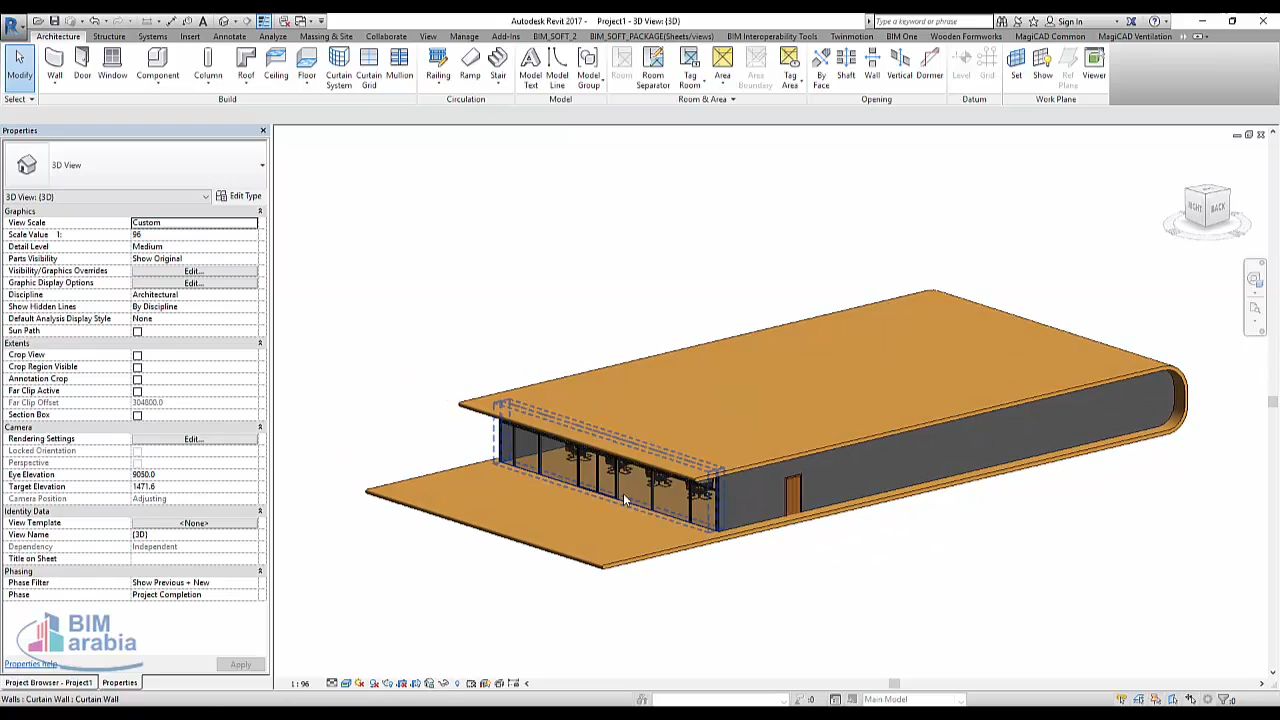 Autodesk Revit 2017 - Project1 - 3D View: {3D}
Type a keyword or phrase
Sign In
Architecture Structure Systems Insert Annotate Analyze Massing & Site Collaborate View Manage Add-Ins BIM_SOFT_2 BIM_SOFT_PACKAGE(Sheets/views) BIM Interoperability Tools Twinmotion BIM One Wooden Formworks MagiCAD Common MagiCAD Ventilation
Modify Wall Door Window Component Column Roof Ceiling Floor Curtain System Curtain Grid Mullion Railing Ramp Stair Model Text Model Line Model Group Room Room Separator Tag Room Area Area Boundary Tag Area By Face Shaft Wall Vertical Dormer Level Grid Set Show Ref Plane Viewer
Select Build Circulation Model Room & Area Opening Datum Work Plane
Properties
3D View
3D View: {3D} Edit Type
Graphics
View Scale Custom
Scale Value 1: 96
Detail Level Medium
Parts Visibility Show Original
Visibility/Graphics Overrides Edit...
Graphic Display Options Edit...
Discipline Architectural
Show Hidden Lines By Discipline
Default Analysis Display Style None
Sun Path
Extents
Crop View
Crop Region Visible
Annotation Crop
Far Clip Active
Far Clip Offset 304800.0
Section Box
Camera
Rendering Settings Edit...
Locked Orientation
Perspective
Eye Elevation 9050.0
Target Elevation 1471.6
Camera Position Adjusting
Identity Data
View Template <None>
View Name {3D}
Dependency Independent
Title on Sheet
Phasing
Phase Filter Show Previous + New
Phase Project Completion
BIM
arabia
Properties help Apply
Project Browser - Project1 Properties
1 : 96
Walls : Curtain Wall : Curtain Wall
:0
Main Model
:0
RIGHT BACK